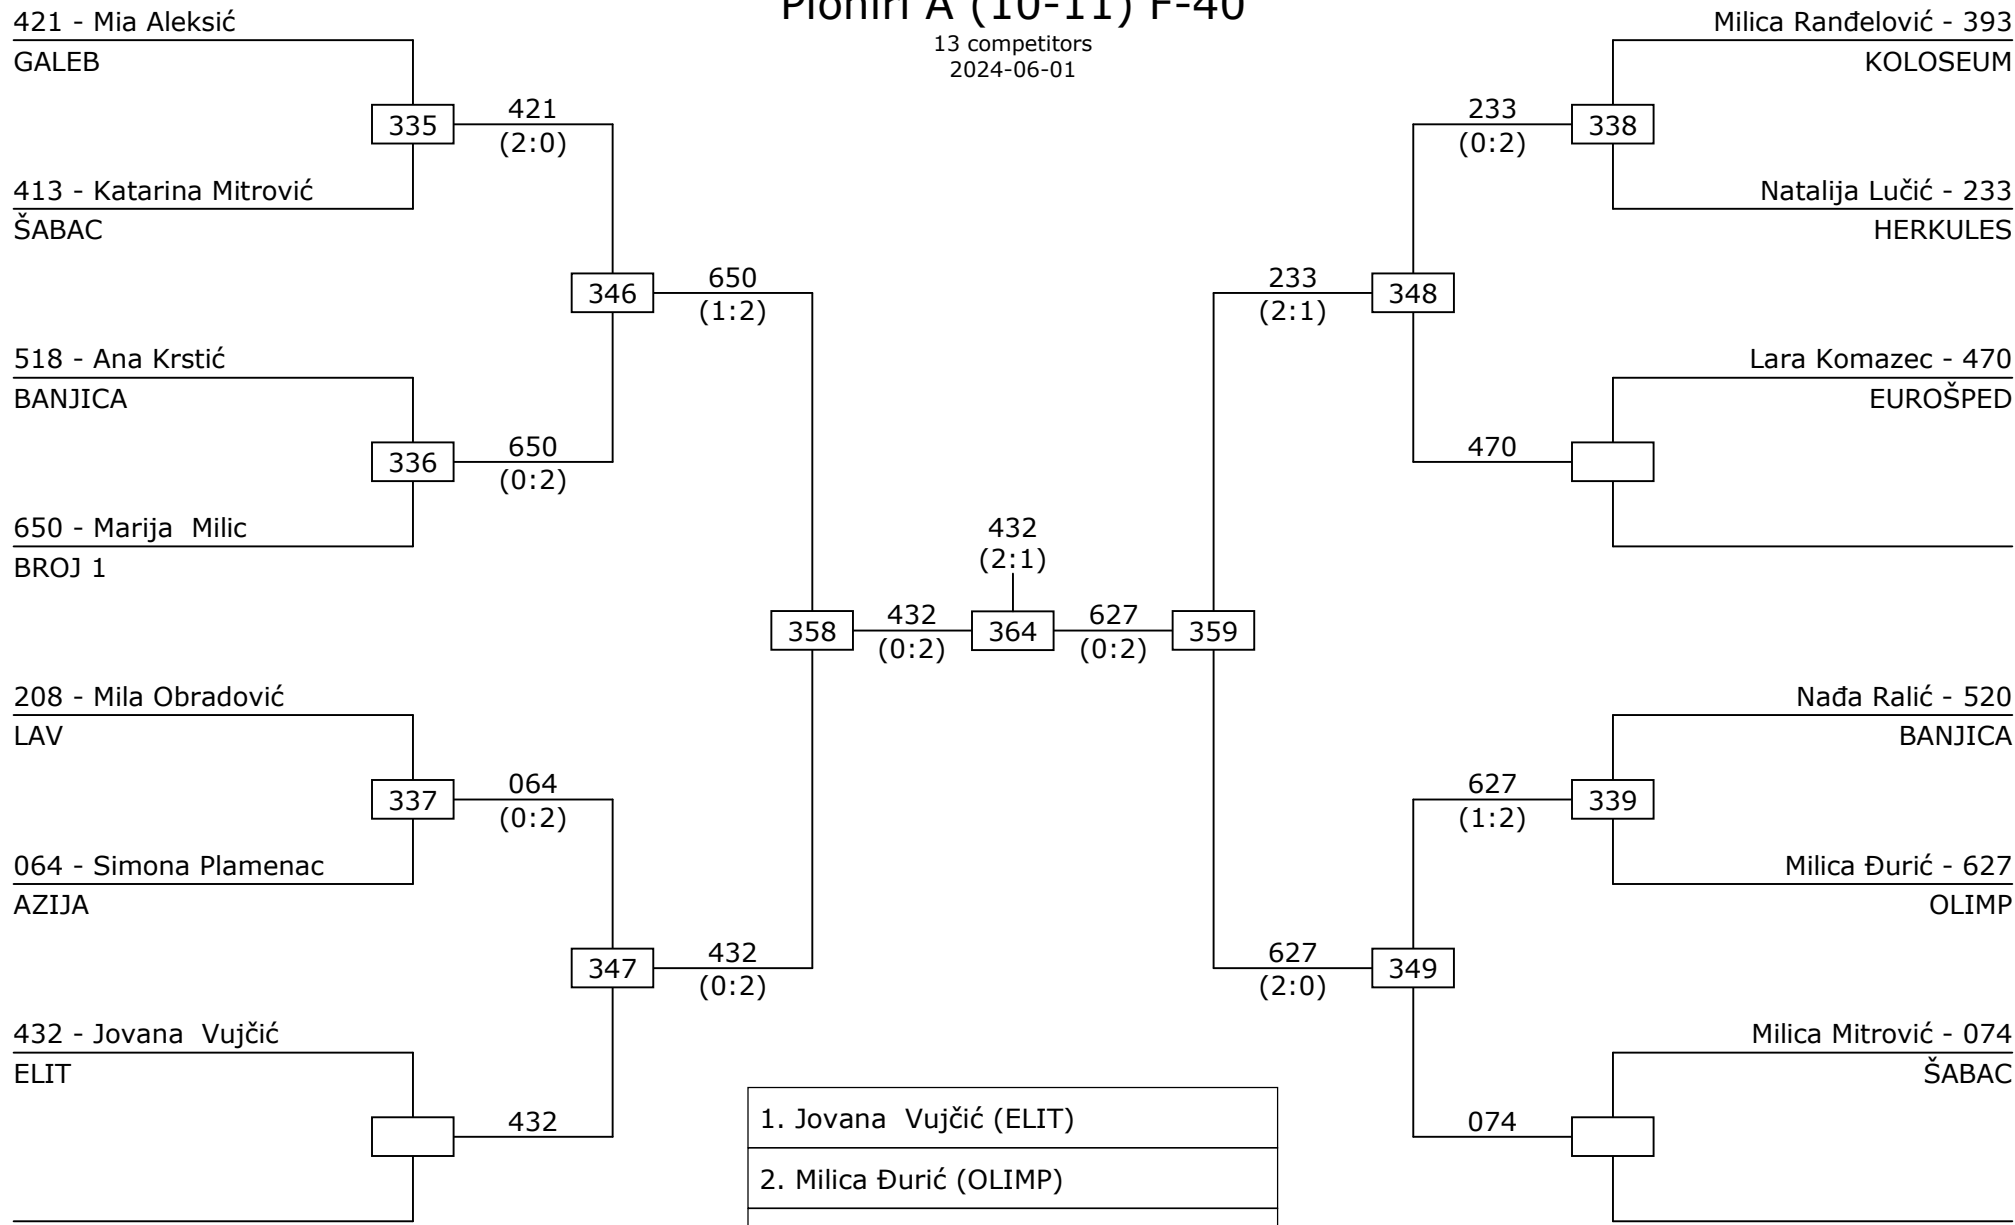 Pionirl A (10-11) F-40
13 competitors
2024-06-01
421 - Mia Aleksić
GALEB
335
421
(2:0)
413 - Katarina Mitrović
ŠABAC
346
650
(1:2)
518 - Ana Krstić
BANJICA
336
650
(0:2)
650 - Marija  Milic
BROJ 1
358
432
(0:2)
208 - Mila Obradović
LAV
337
064
(0:2)
064 - Simona Plamenac
AZIJA
347
432
(0:2)
432 - Jovana  Vujčić
ELIT
432
432
(2:1)
364
Milica Ranđelović - 393
KOLOSEUM
233
(0:2)
338
Natalija Lučić - 233
HERKULES
233
(2:1)
348
Lara Komazec - 470
EUROŠPED
470
627
(0:2)
359
Nađa Ralić - 520
BANJICA
627
(1:2)
339
Milica Đurić - 627
OLIMP
627
(2:0)
349
Milica Mitrović - 074
ŠABAC
074
1. Jovana  Vujčić (ELIT)
2. Milica Đurić (OLIMP)